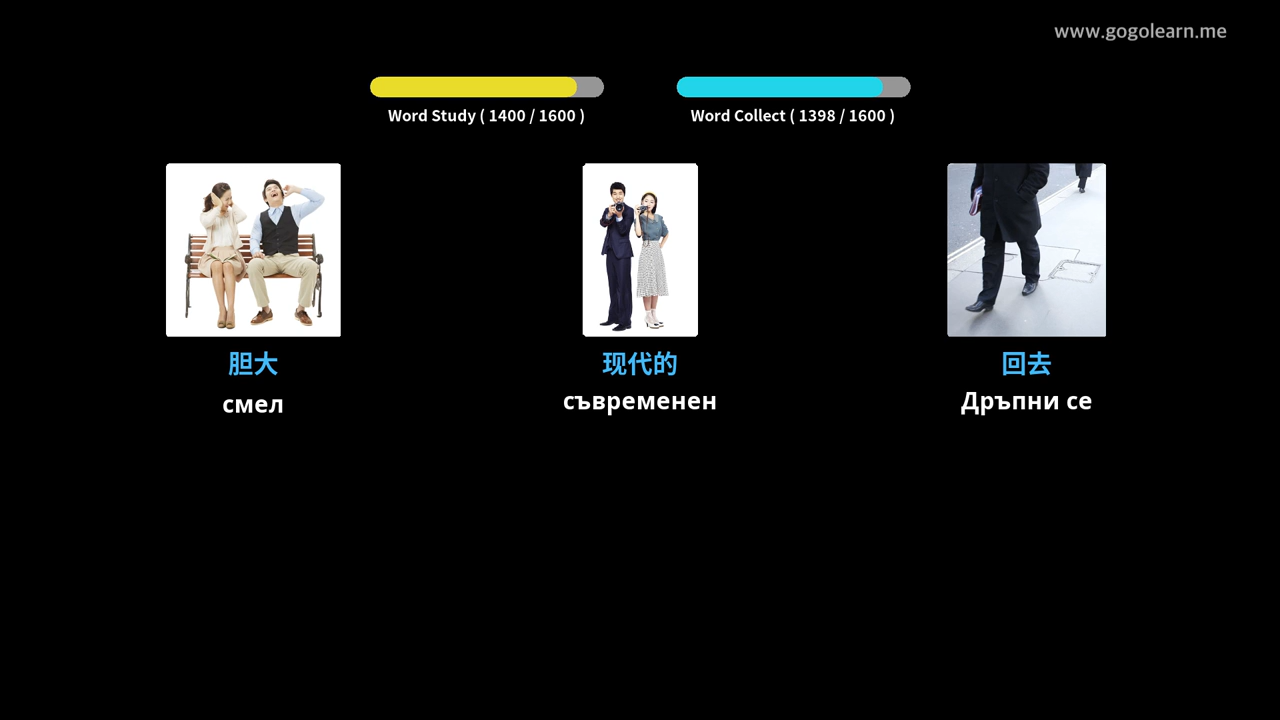 www.gogolearn.me
Word Study ( 1400 / 1600 )
Word Collect ( 1398 / 1600 )
胆大
смел
现代的
съвременен
回去
Дръпни се